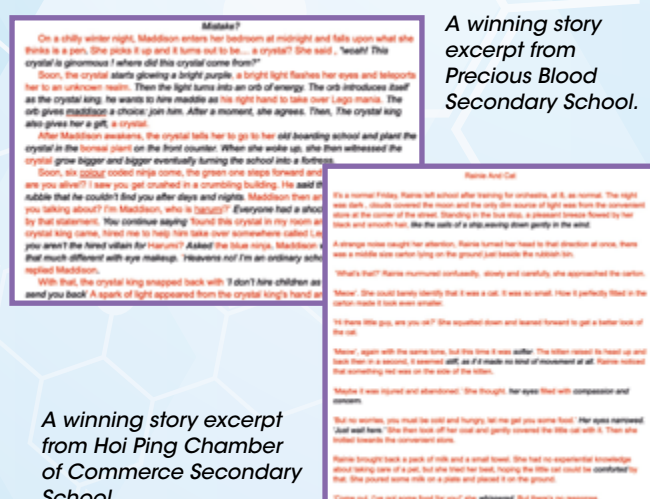 Mistake?
On a chilly winter night, Maddison enters her bedroom at midnight and falls upon what she
thinks is a pen. She picks it up and it turns out to be... a crystal? She said , "woah! This
crystal is ginormous ! where did this crystal come from?"
Soon, the crystal starts glowing a bright purple, a bright light flashes her eyes and teleports
her to an unknown realm. Then the light turns into an orb of energy. The orb introduces itself
as the crystal king, he wants to hire maddie as his right hand to take over Lego mania. The
orb gives maddison a choice: join him. After a moment, she agrees. Then, The crystal king
also gives her a gift, a crystal.
After Maddison awakens, the crystal tells her to go to her old boarding school and plant the
crystal in the bonsai plant on the front counter. When she woke up, she then witnessed the
crystal grow bigger and bigger eventually turning the school into a fortress.
Soon, six colour coded ninja come, the green one steps forward and
are you alive!? I saw you get crushed in a crumbling building. He said
rubble that he couldn't find you after days and nights. Maddison then
you talking about? I'm Maddison, who is harumi? Everyone had a
by that statement. You continue saying 'found this crystal in my room
crystal king came, hired me to help him take over somewhere called
you aren't the hired villain for Harumi? Asked the blue ninja, Maddison
that much different with eye makeup. 'Heavens no! I'm an ordinary
replied Maddison.
With that, the crystal king snapped back with 'I don't hire children as
send you back' A spark of light appeared from the crystal king's hand
A winning story
excerpt from
Precious Blood
Secondary School.
Rainie And Cat
It's a normal Friday, Rainie left school after training for orchestra, at 8, as normal. The night
was dark , clouds covered the moon and the only dim source of light was from the convenient
store at the corner of the street. Standing in the bus stop, a pleasant breeze flowed by her
black and smooth hair, like the sails of a ship,waving down gently in the wind.
A strange noise caught her attention, Rainie turned her head to that direction at once, there
was a middle size carton lying on the ground just beside the rubbish bin.
'What's that?' Rainie murmured confusedly, slowly and carefully, she approached the carton.
'Meow'. She could barely identify that it was a cat. It was so small. How it perfectly fitted in the
carton made it look even smaller.
'Hi there little guy, are you ok?' She squatted down and leaned forward to get a better look of
the cat.
'Meow', again with the same tone, but this time it was softer. The kitten raised its head up and
back then in a second, it seemed stiff, as if it made no kind of movement at all. Rainie noticed
that something red was on the side of the kitten.
'Maybe it was injured and abandoned.' She thought, her eyes filled with compassion and
concern.
'But no worries, you must be cold and hungry, let me get you some food.' Her eyes narrowed.
'Just wait here.' She then took off her coat and gently covered the little cat with it. Then she
trotted towards the convenient store.
Rainie brought back a pack of milk and a small towel. She had no experiential knowledge
about taking care of a pet, but she tried her best, hoping the little cat could be comforted by
that. She poured some milk on a plate and placed it on the ground.
'Come out, I've got some food for you!' she whispered. But there's no response.
A winning story excerpt
from Hoi Ping Chamber
of Commerce Secondary
School.